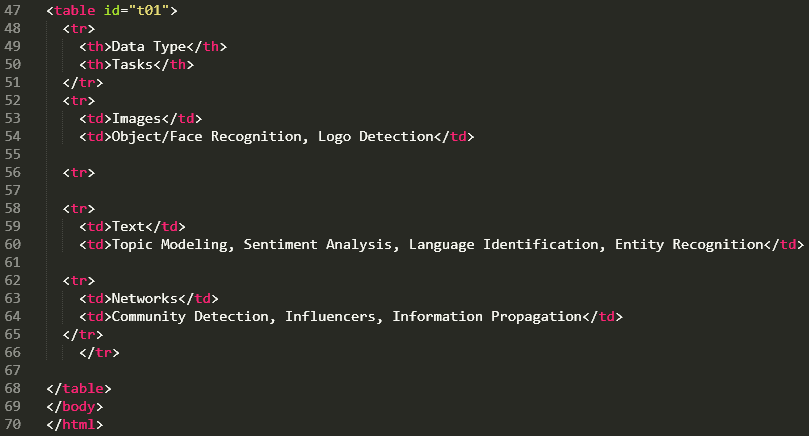 47 <table id="t01">
48 <tr>
49 <th>Data Type</th>
50 <th>Tasks</th>
51 </tr>
52 <tr>
53 <td>Images</td>
54 <td>Object/Face Recognition, Logo Detection</td>
55
56 <tr>
57
58 <tr>
59 <td>Text</td>
60 <td>Topic Modeling, Sentiment Analysis, Language Identification, Entity Recognition</td>
61
62 <tr>
63 <td>Networks</td>
64 <td>Community Detection, Influencers, Information Propagation</td>
65 </tr>
66 </tr>
67
68 </table>
69 </body>
70 </html>